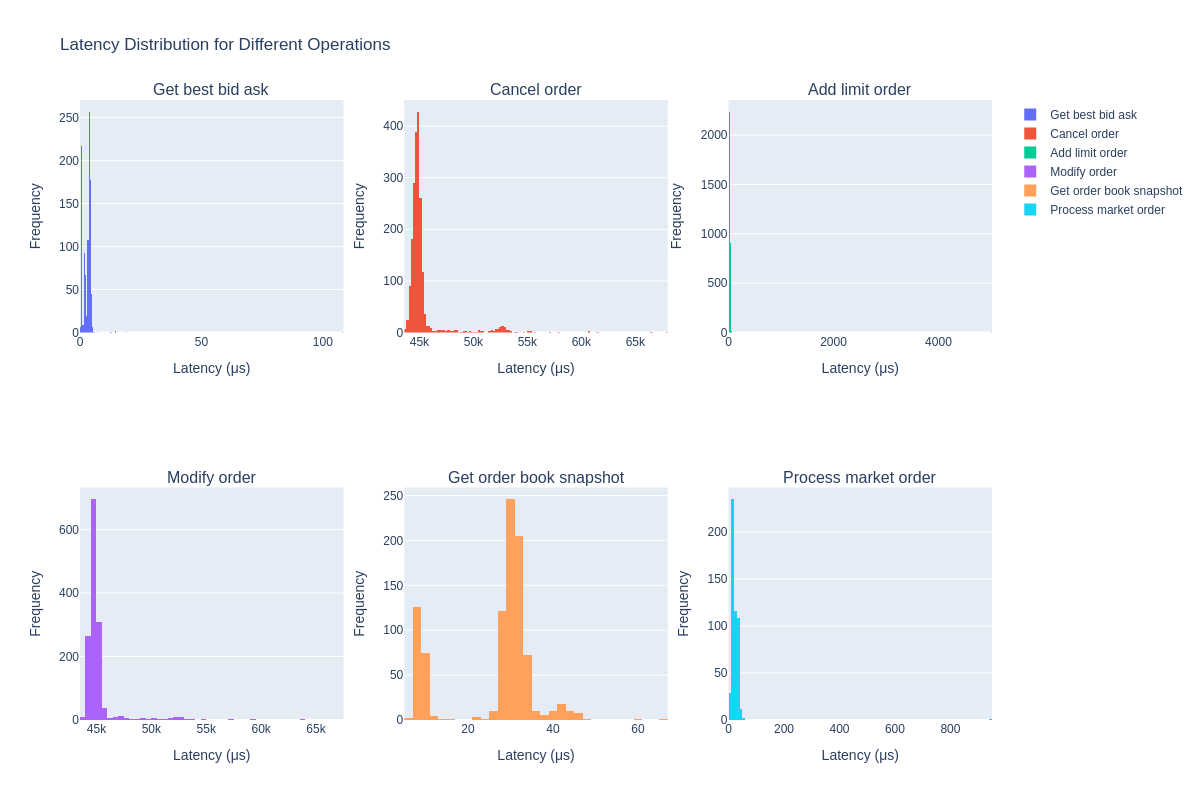 Latency Distribution for Different Operations
Get best bid ask
Cancel order
Add limit order
Get best bid ask
Cancel order
Add limit order
Modify order
Get order book snapshot
Process market order
Frequency
250
200
150
100
50
0
0 50 100
Latency (μs)
Frequency
400
300
200
100
0
45k 50k 55k 60k 65k
Latency (μs)
Frequency
2000
1500
1000
500
0
0 2000 4000
Latency (μs)
Modify order
Get order book snapshot
Process market order
Frequency
600
400
200
0
45k 50k 55k 60k 65k
Latency (μs)
Frequency
250
200
150
100
50
0
20 40 60
Latency (μs)
Frequency
200
150
100
50
0
0 200 400 600 800
Latency (μs)